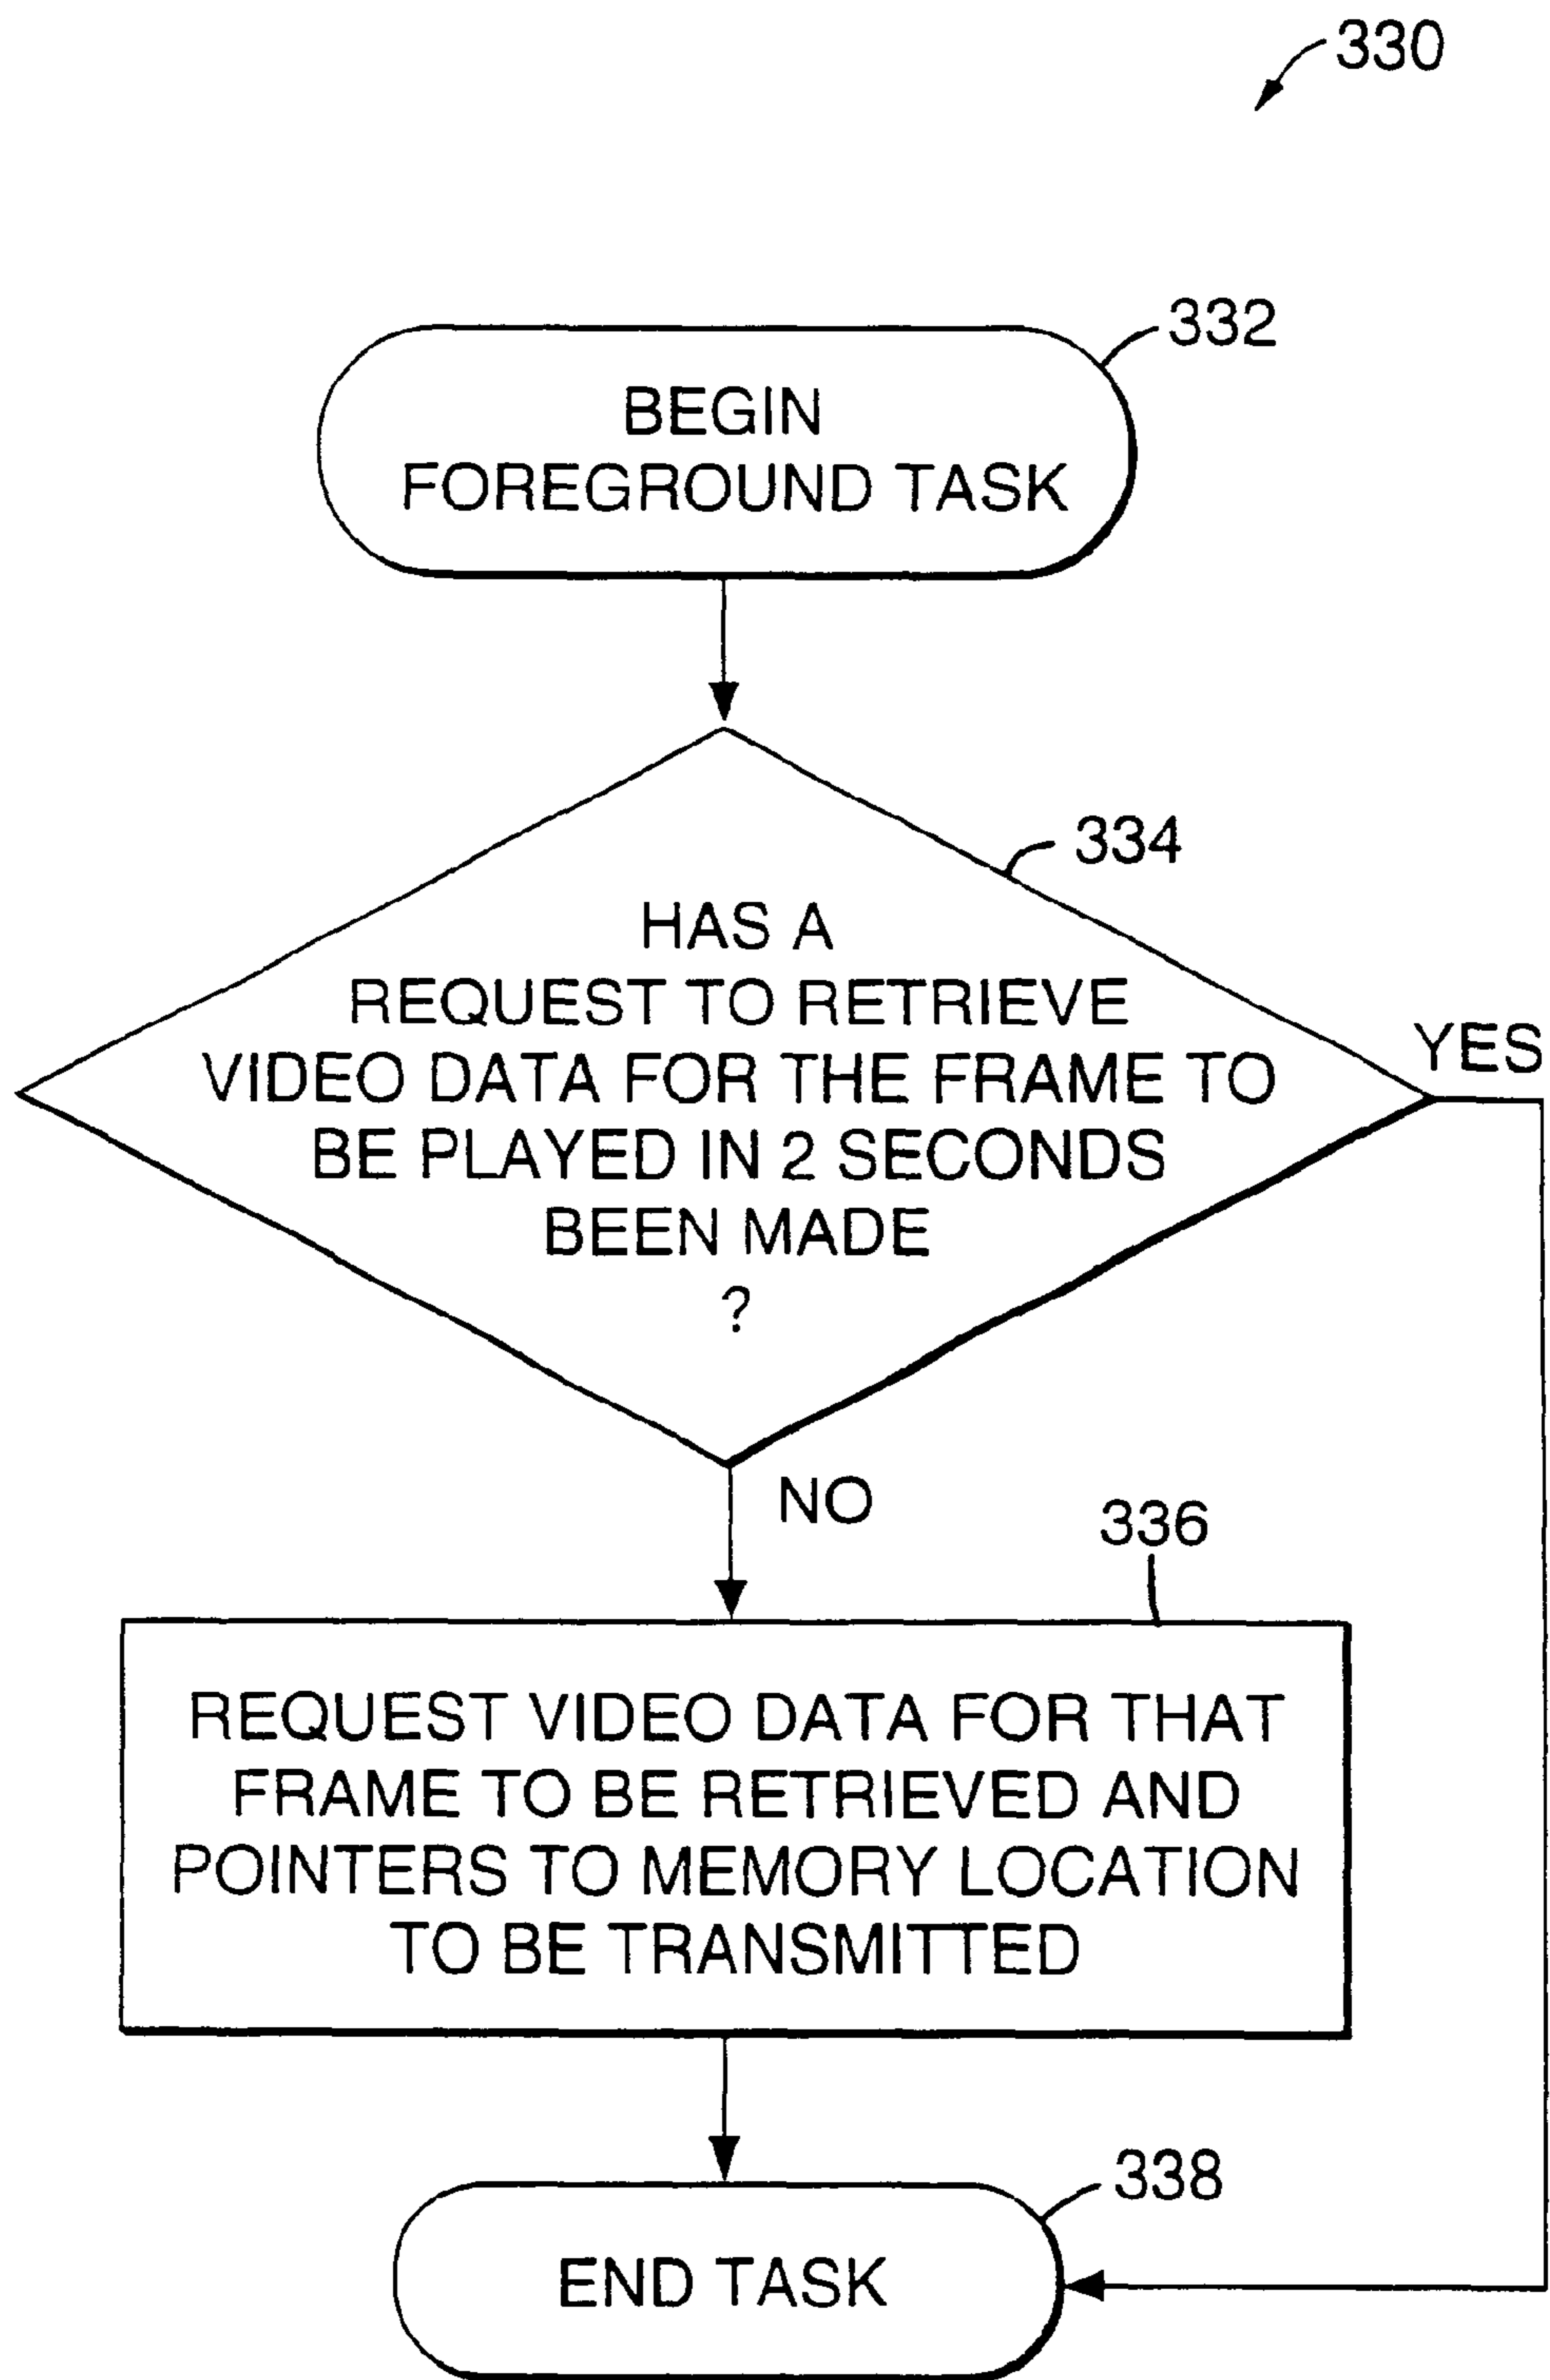 330
332
BEGIN
FOREGROUND TASK
334
HAS A
REQUEST TO RETRIEVE
VIDEO DATA FOR THE FRAME TO
BE PLAYED IN 2 SECONDS
BEEN MADE
?
YES
NO
336
REQUEST VIDEO DATA FOR THAT
FRAME TO BE RETRIEVED AND
POINTERS TO MEMORY LOCATION
TO BE TRANSMITTED
338
END TASK